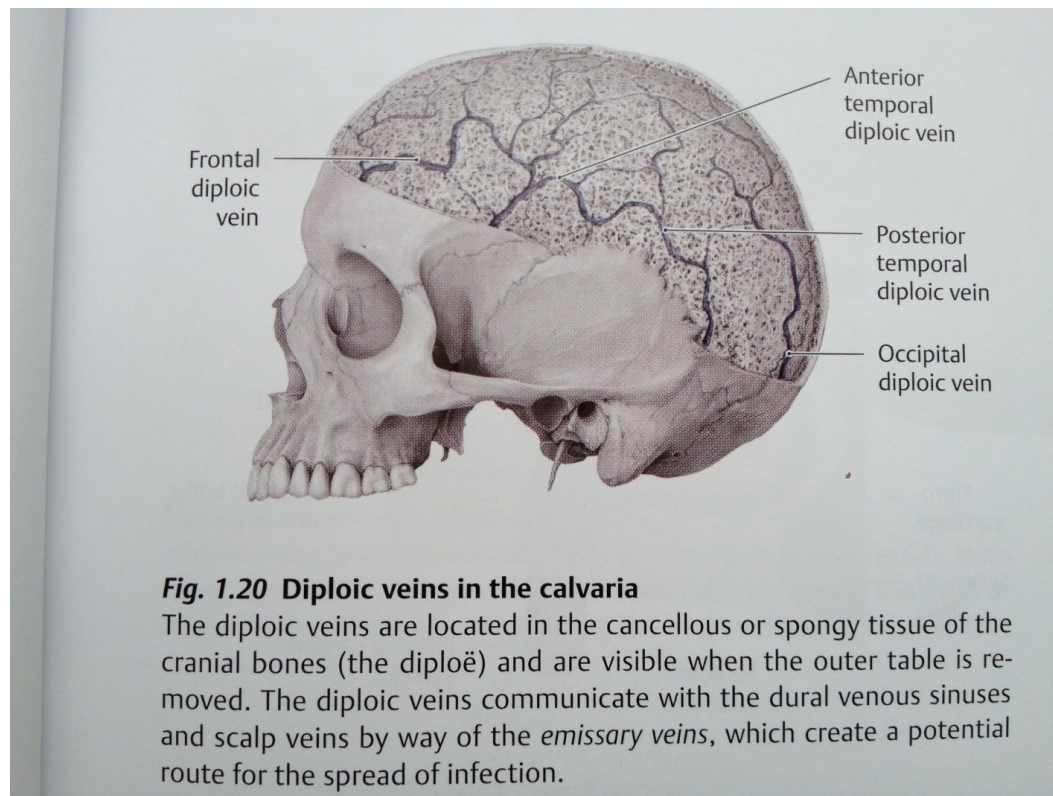 Anterior
temporal
diploic vein
Frontal
diploic
vein
Posterior
temporal
diploic vein
Occipital
diploic vein
Fig. 1.20 Diploic veins in the calvaria
The diploic veins are located in the cancellous or spongy tissue of the
cranial bones (the diploë) and are visible when the outer table is re-
moved. The diploic veins communicate with the dural venous sinuses
and scalp veins by way of the emissary veins, which create a potential
route for the spread of infection.